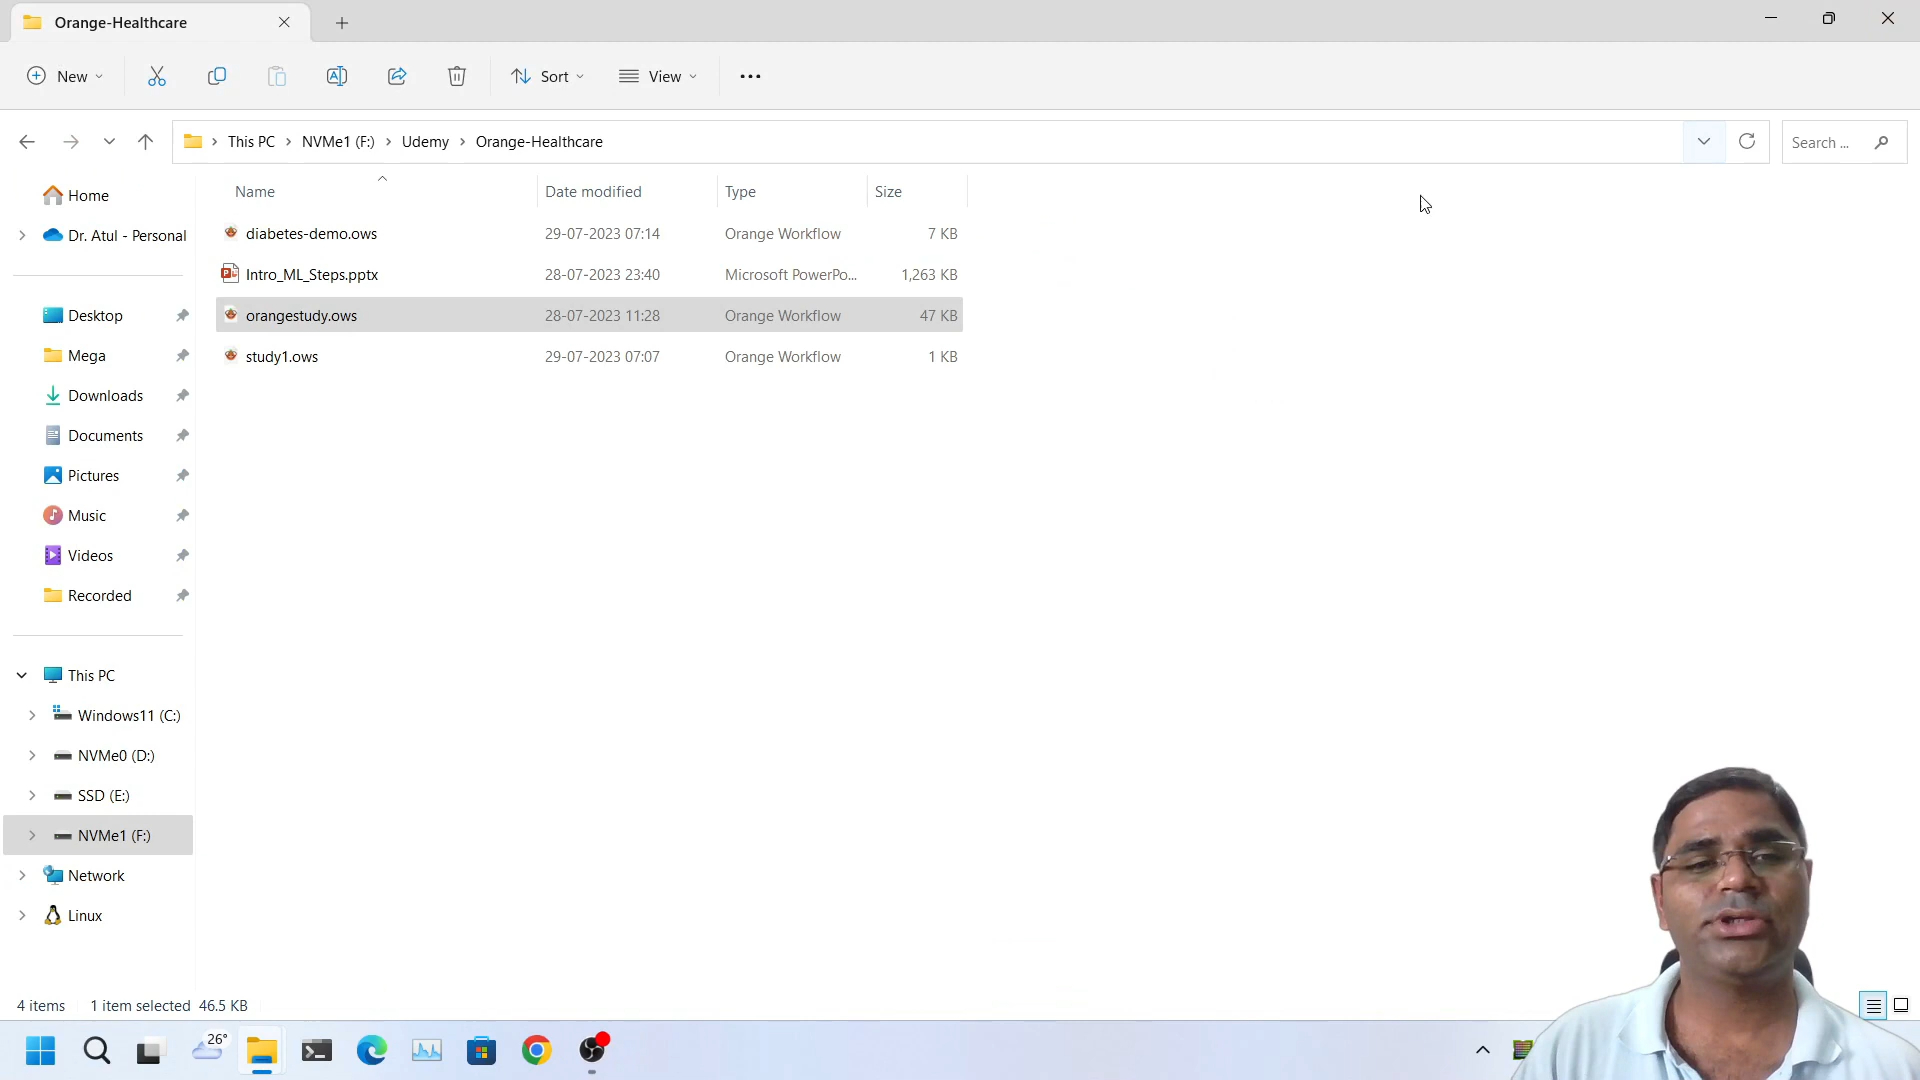 Orange-Healthcare
New
Sort
View
This PC
NVMe1 (F:)
Udemy
Orange-Healthcare
Search ...
Name
Date modified
Type
Size
diabetes-demo.ows
29-07-2023 07:14
Orange Workflow
7 KB
Intro_ML_Steps.pptx
28-07-2023 23:40
Microsoft PowerPo...
1,263 KB
orangestudy.ows
28-07-2023 11:28
Orange Workflow
47 KB
study1.ows
29-07-2023 07:07
Orange Workflow
1 KB
Home
Dr. Atul - Personal
Desktop
Mega
Downloads
Documents
Pictures
Music
Videos
Recorded
This PC
Windows11 (C:)
NVMe0 (D:)
SSD (E:)
NVMe1 (F:)
Network
Linux
4 items
1 item selected 46.5 KB
26°